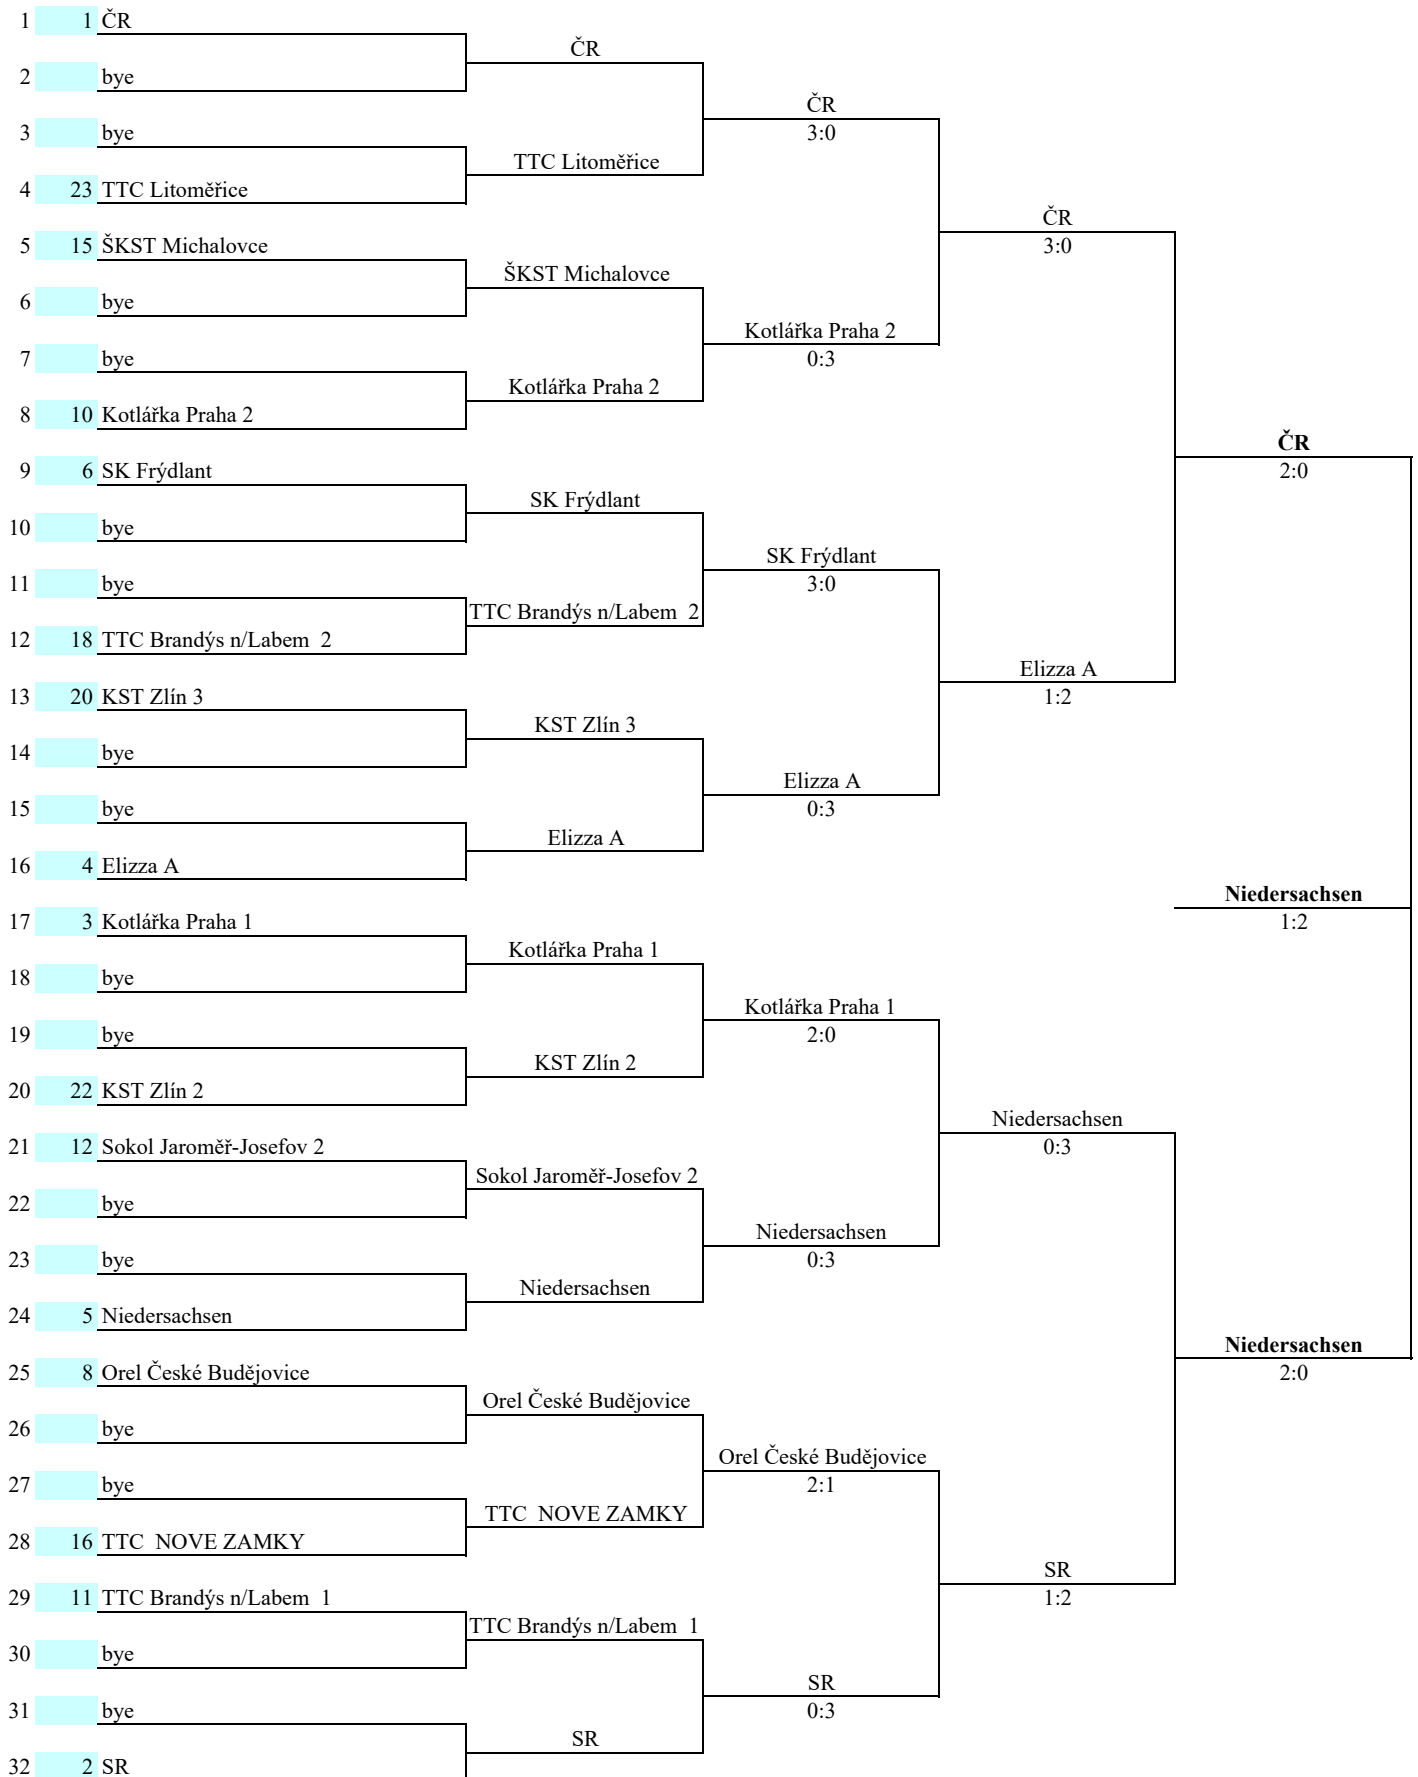 1 1 ČR
ČR
2 bye
ČR
3 bye
3:0
TTC Litoměřice
4 23 TTC Litoměřice
ČR
5 15 ŠKST Michalovce
3:0
ŠKST Michalovce
6 bye
Kotlářka Praha 2
7 bye
0:3
Kotlářka Praha 2
8 10 Kotlářka Praha 2
ČR
9 6 SK Frýdlant
2:0
SK Frýdlant
10 bye
SK Frýdlant
11 bye
3:0
TTC Brandýs n/Labem 2
12 18 TTC Brandýs n/Labem 2
Elizza A
13 20 KST Zlín 3
1:2
KST Zlín 3
14 bye
Elizza A
15 bye
0:3
Elizza A
16 4 Elizza A
Niedersachsen
17 3 Kotlářka Praha 1
1:2
Kotlářka Praha 1
18 bye
Kotlářka Praha 1
19 bye
2:0
KST Zlín 2
20 22 KST Zlín 2
Niedersachsen
21 12 Sokol Jaroměř-Josefov 2
0:3
Sokol Jaroměř-Josefov 2
22 bye
Niedersachsen
23 bye
0:3
Niedersachsen
24 5 Niedersachsen
Niedersachsen
25 8 Orel České Budějovice
2:0
Orel České Budějovice
26 bye
Orel České Budějovice
27 bye
2:1
TTC NOVE ZAMKY
28 16 TTC NOVE ZAMKY
SR
29 11 TTC Brandýs n/Labem 1
1:2
TTC Brandýs n/Labem 1
30 bye
SR
31 bye
0:3
SR
32 2 SR